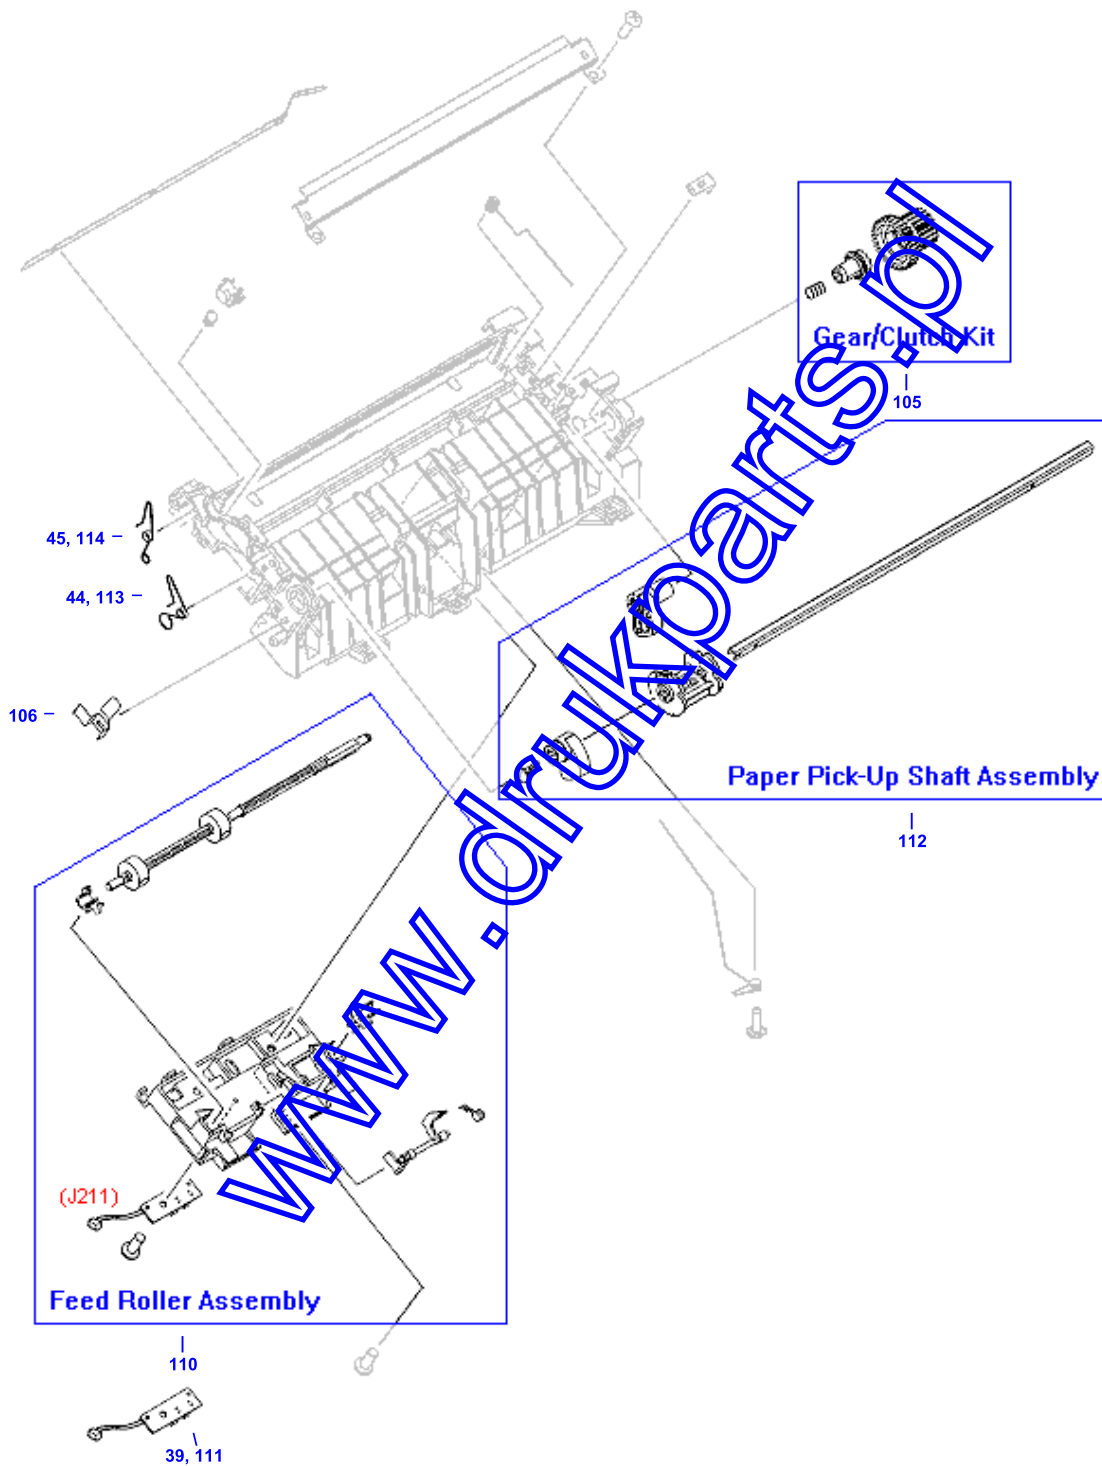 Gear/Clutch Kit
105
45, 114
44, 113
106
Paper Pick-Up Shaft Assembly
112
(J211)
Feed Roller Assembly
110
39, 111
www.drukparts.pl